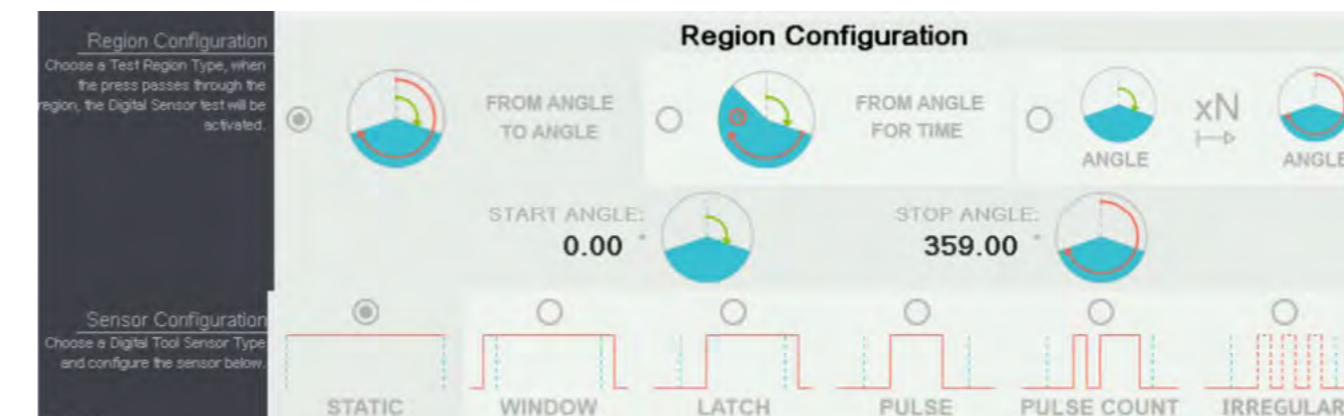 Region Configuration
Choose a Test Region Type, when
the press passes through the
region, the Digital Sensor test will be
activated.
Region Configuration
FROM ANGLE
TO ANGLE
FROM ANGLE
FOR TIME
ANGLE
xN
ANGLE
START ANGLE:
0.00 °
STOP ANGLE:
359.00 °
Sensor Configuration
Choose a Digital Tool Sensor Type
and configure the sensor below.
STATIC
WINDOW
LATCH
PULSE
PULSE COUNT
IRREGULAR